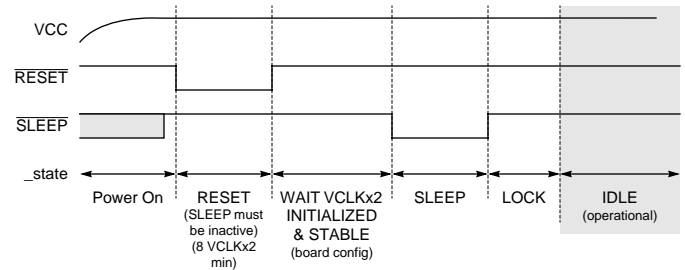 VCC
RESET
SLEEP
_state
Power On
RESET
(SLEEP must
be inactive)
(8 VCLKx2
min)
WAIT VCLKx2
INITIALIZED
& STABLE
(board config)
SLEEP
LOCK
IDLE
(operational)